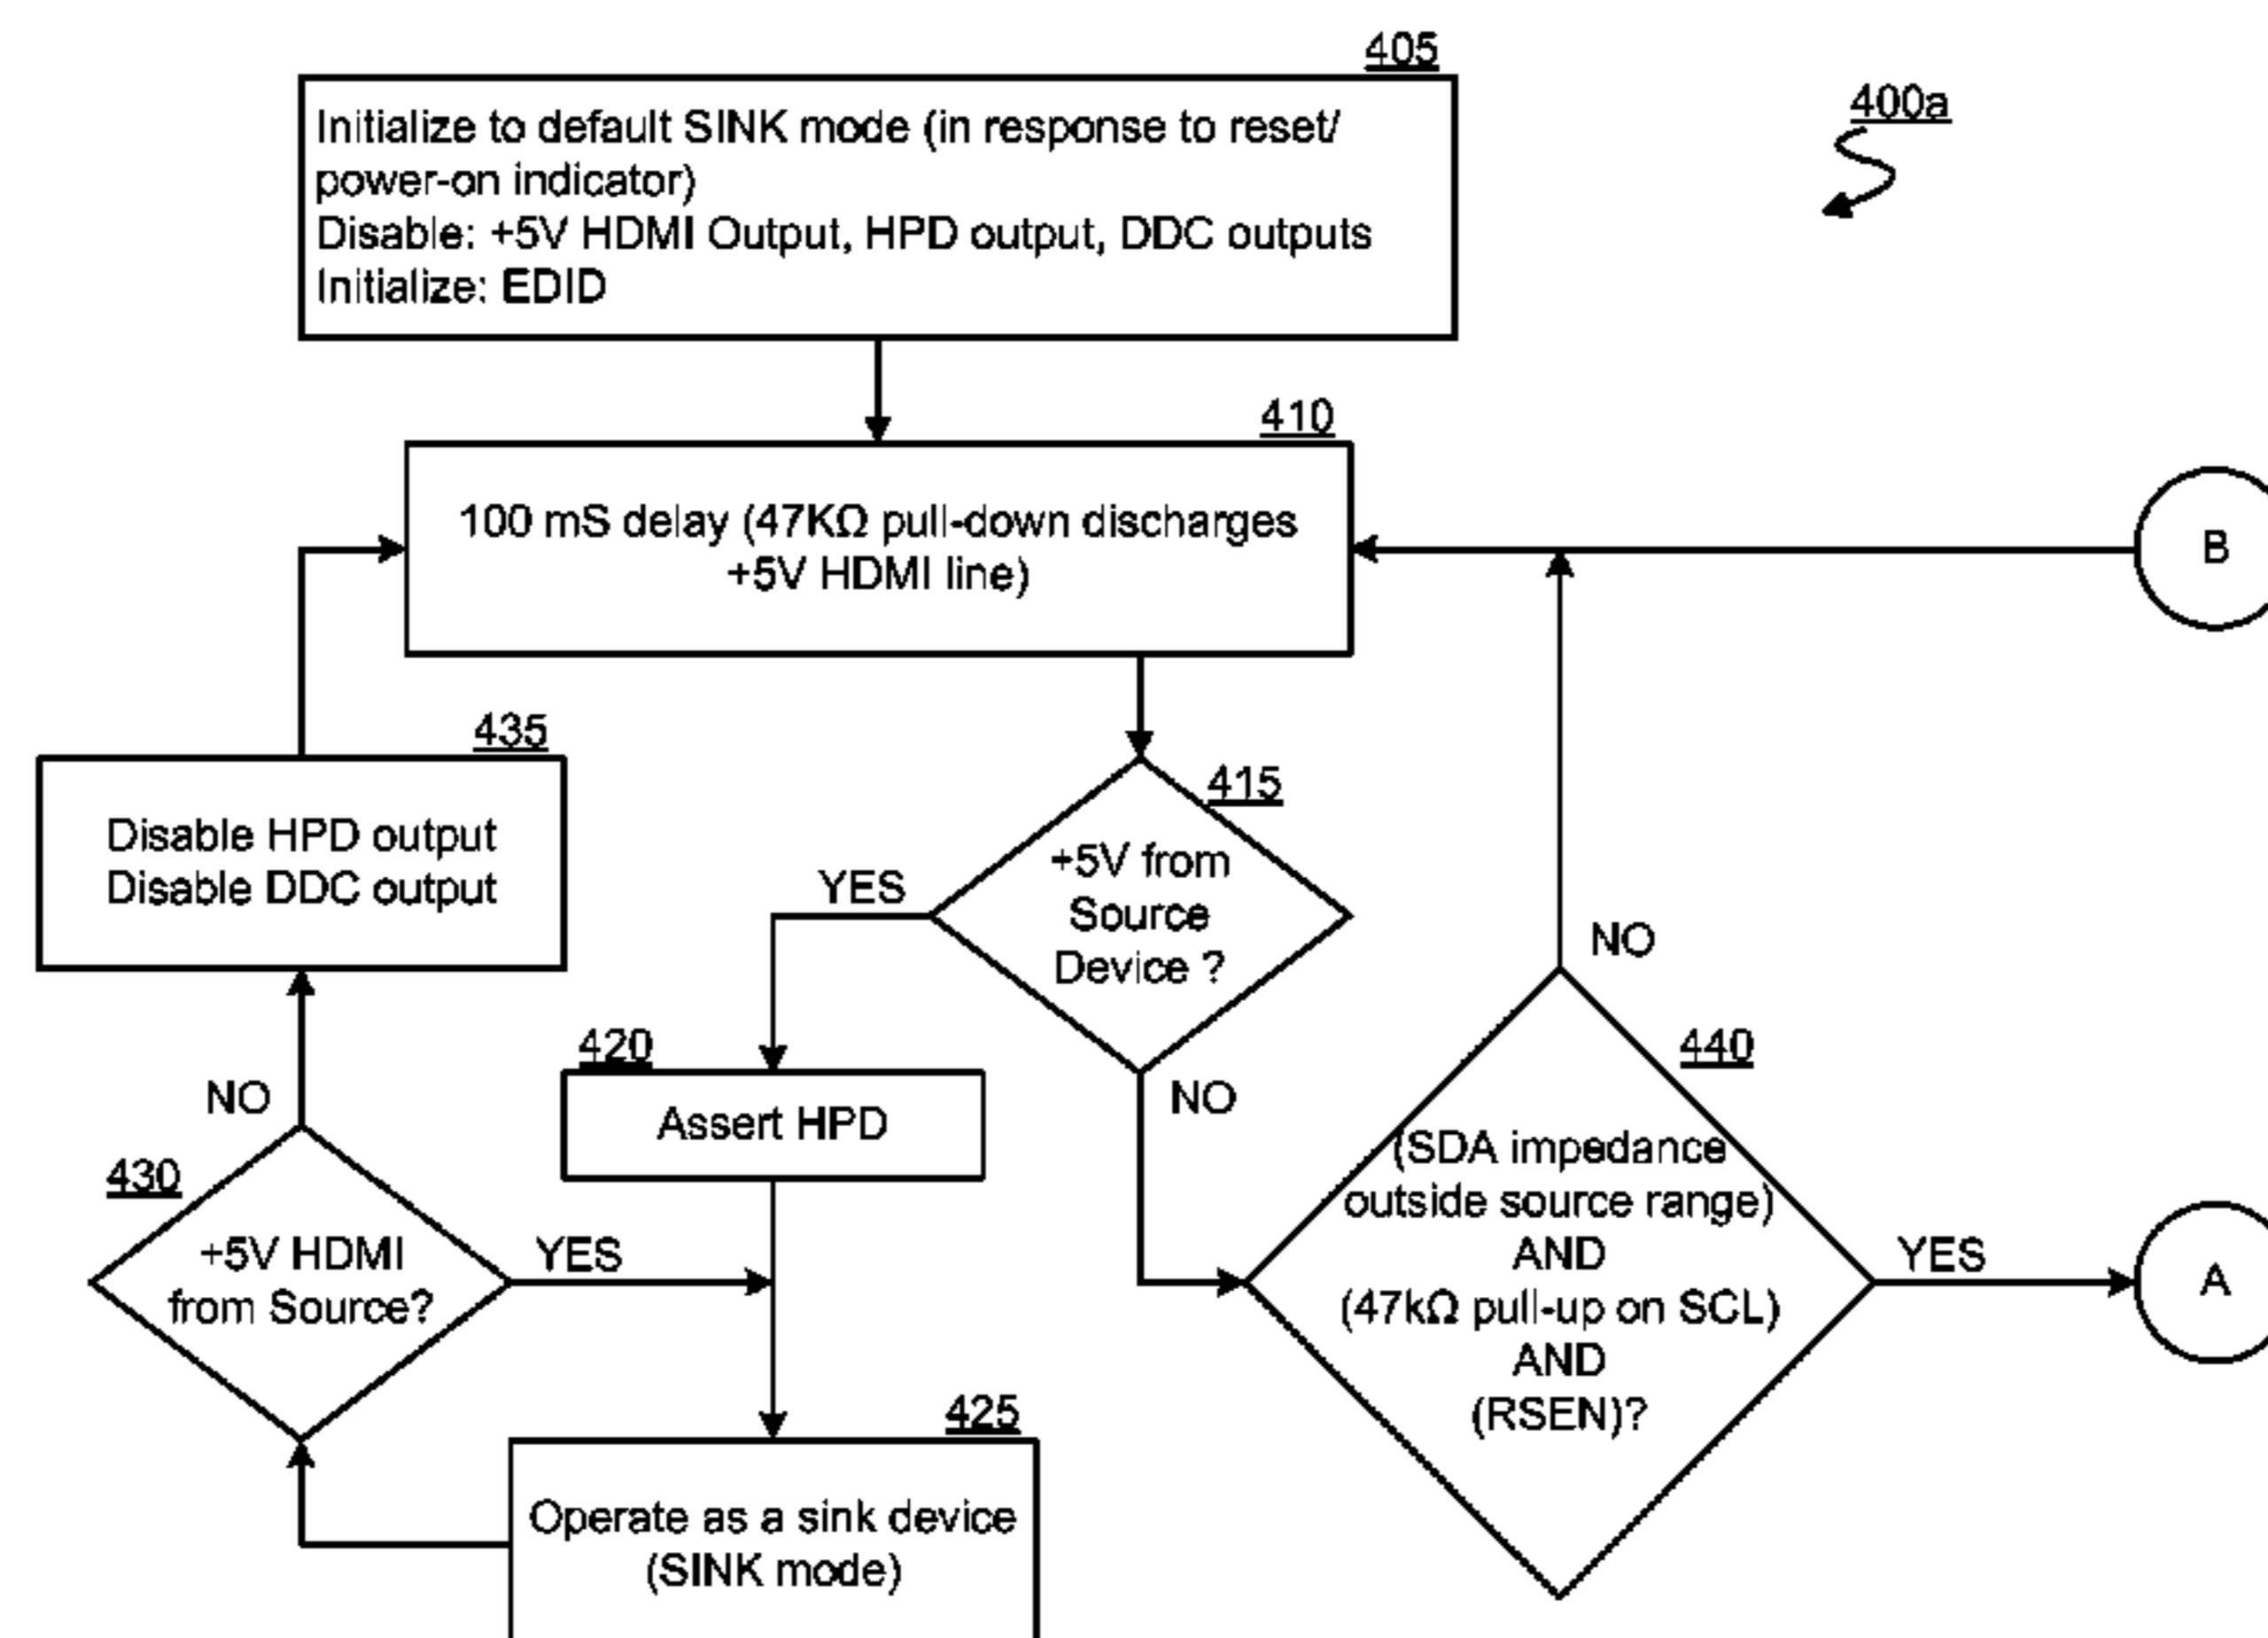 405
400a
Initialize to default SINK mode (in response to reset/
power-on indicator)
Disable: +5V HDMI Output, HPD output, DDC outputs
Initialize: EDID
410
100 mS delay (47KΩ pull-down discharges
+5V HDMI line)
B
435
Disable HPD output
Disable DDC output
415
+5V from
Source
Device ?
YES
NO
420
Assert HPD
NO
430
+5V HDMI
from Source?
YES
NO
440
(SDA impedance
outside source range)
AND
(47kΩ pull-up on SCL)
AND
(RSEN)?
YES
A
425
Operate as a sink device
(SINK mode)